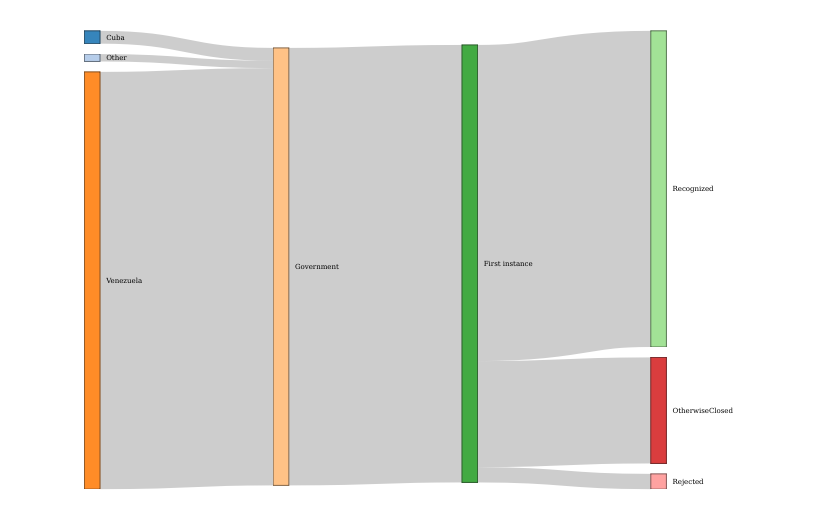 Cuba
Other
Venezuela
Government
First instance
Recognized
OtherwiseClosed
Rejected